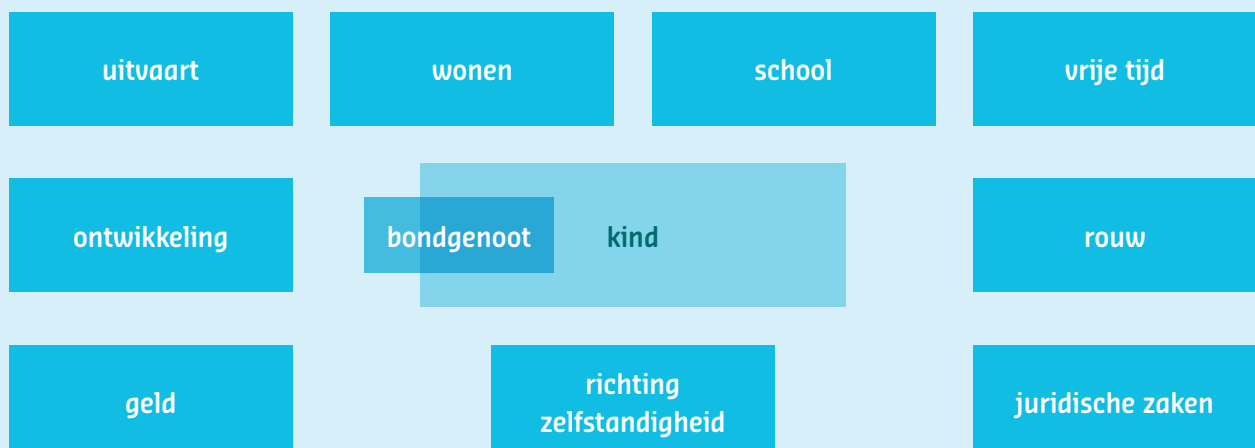 uitvaart
wonen
school
vrije tijd
ontwikkeling
bondgenoot
kind
rouw
geld
richting
zelfstandigheid
juridische zaken